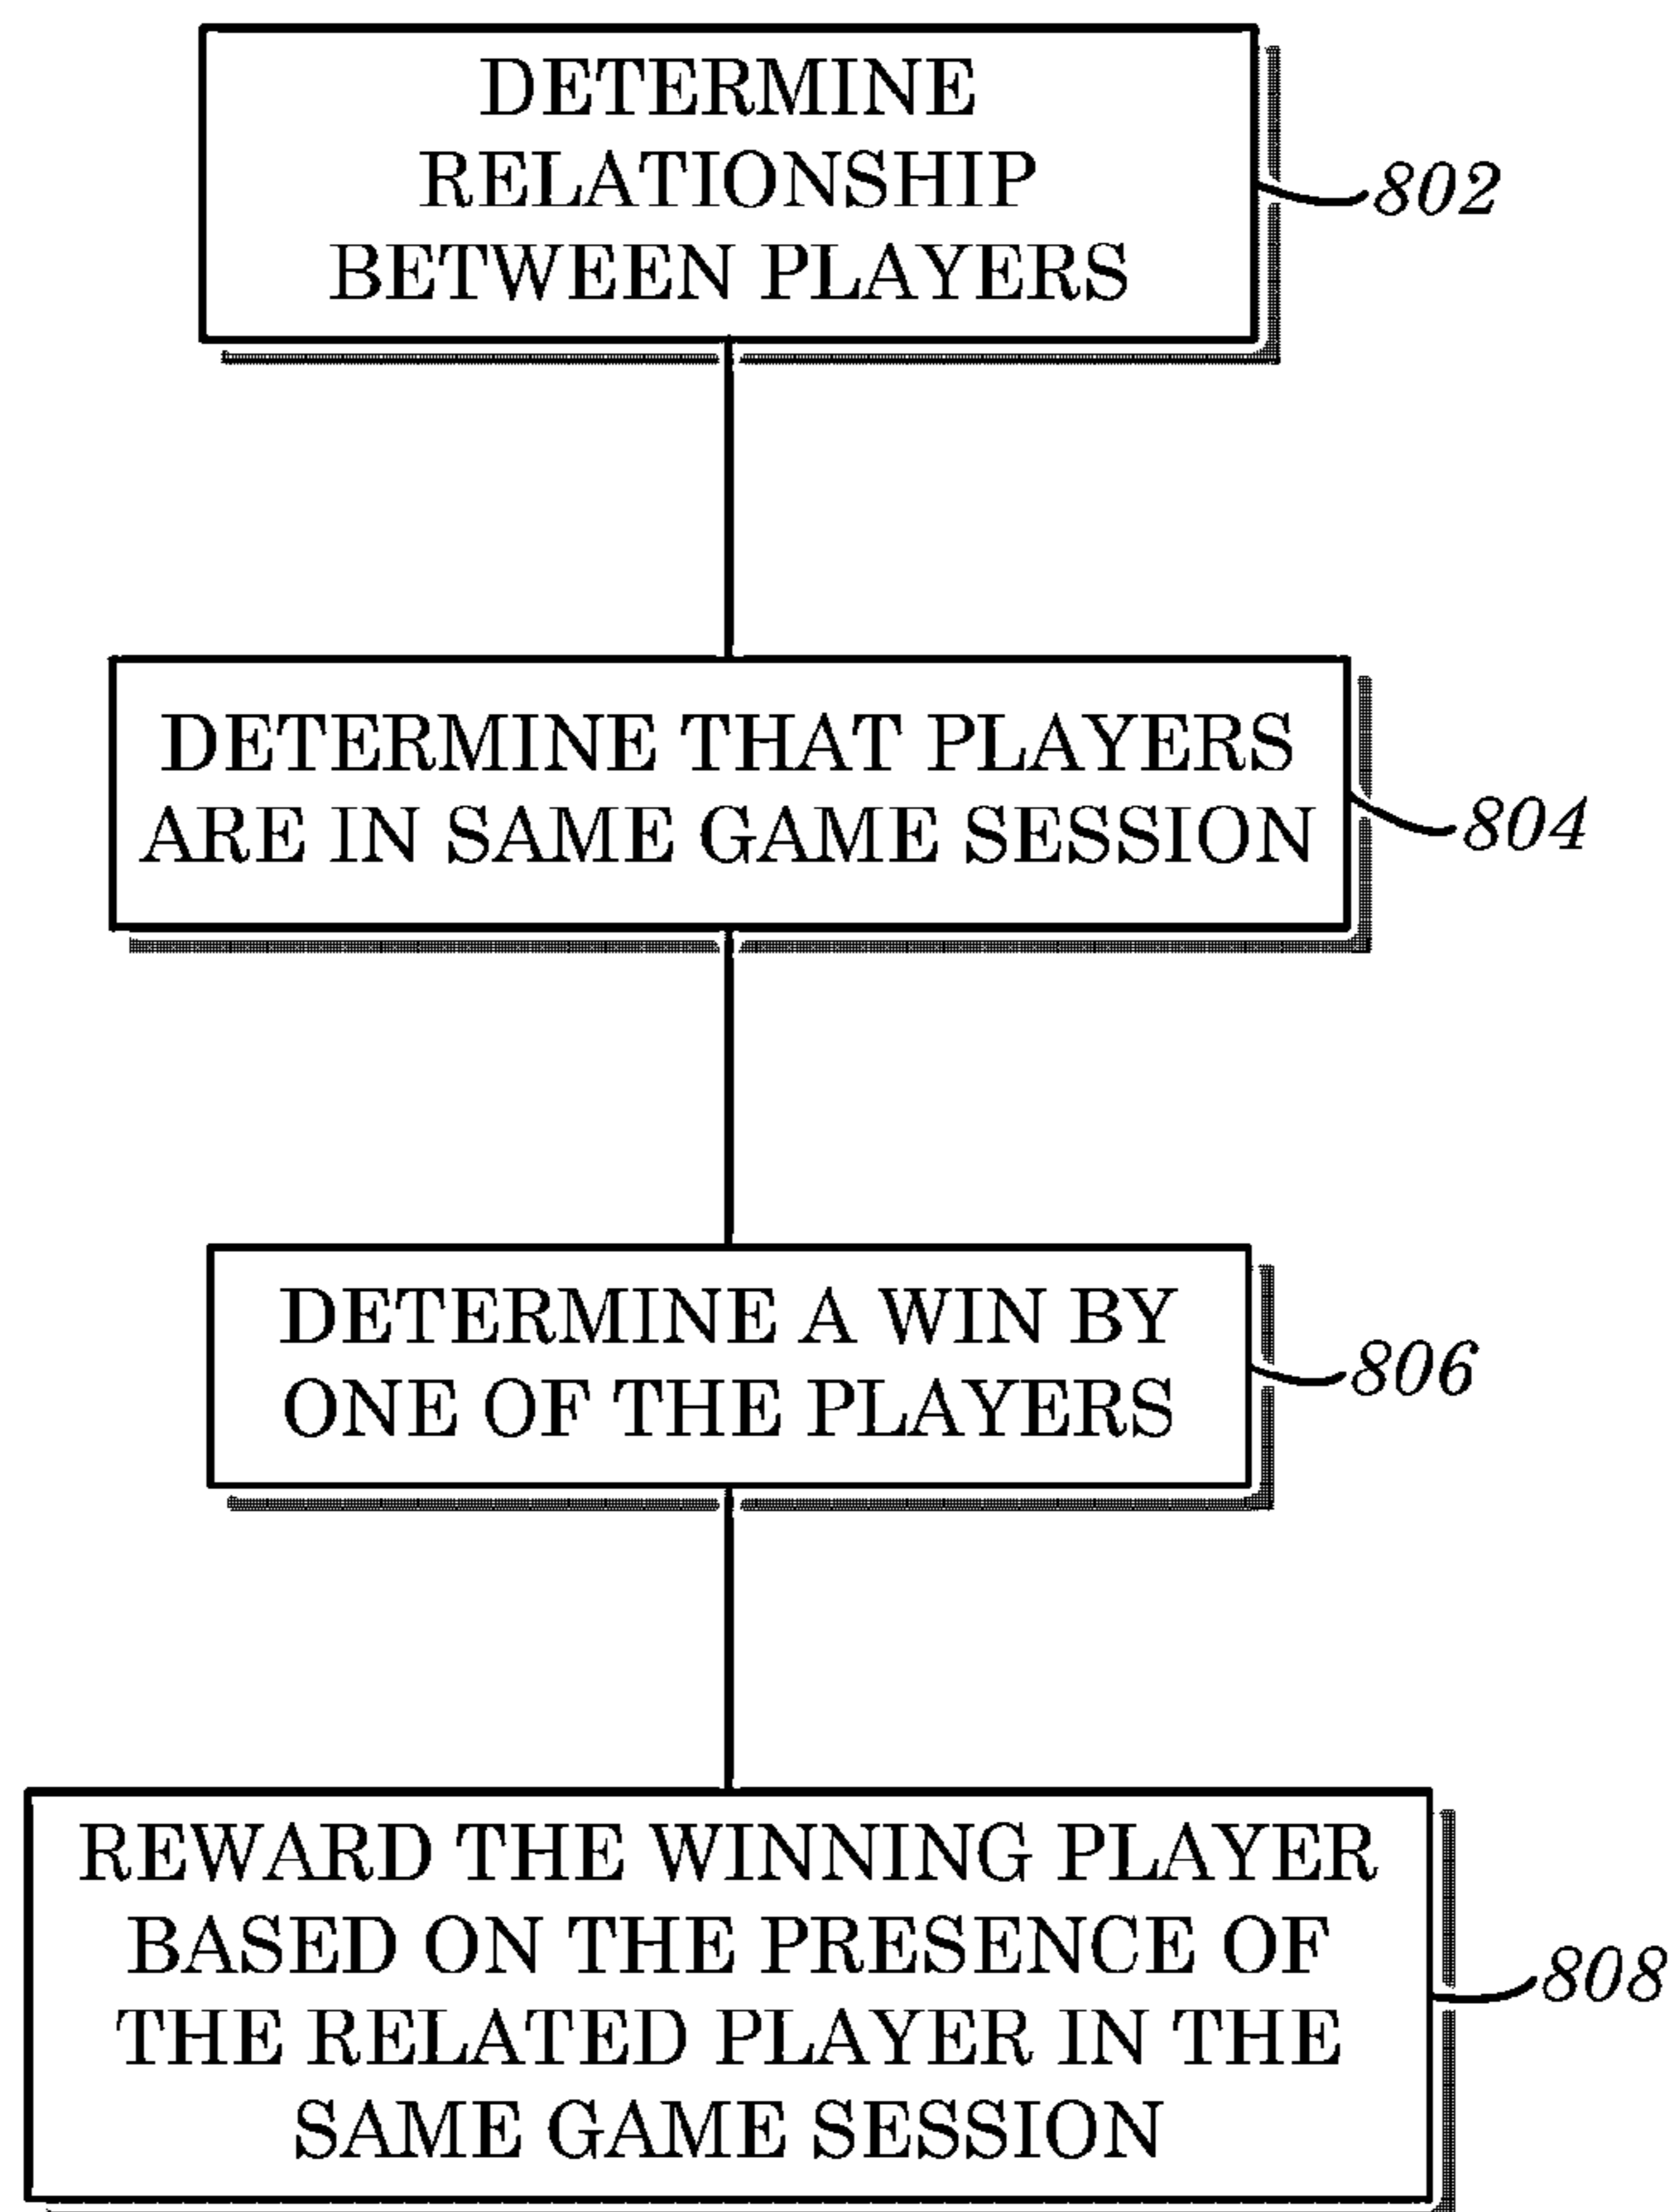 DETERMINE
RELATIONSHIP
BETWEEN PLAYERS
802
DETERMINE THAT PLAYERS
ARE IN SAME GAME SESSION
804
DETERMINE A WIN BY
ONE OF THE PLAYERS
806
REWARD THE WINNING PLAYER
BASED ON THE PRESENCE OF
THE RELATED PLAYER IN THE
SAME GAME SESSION
808